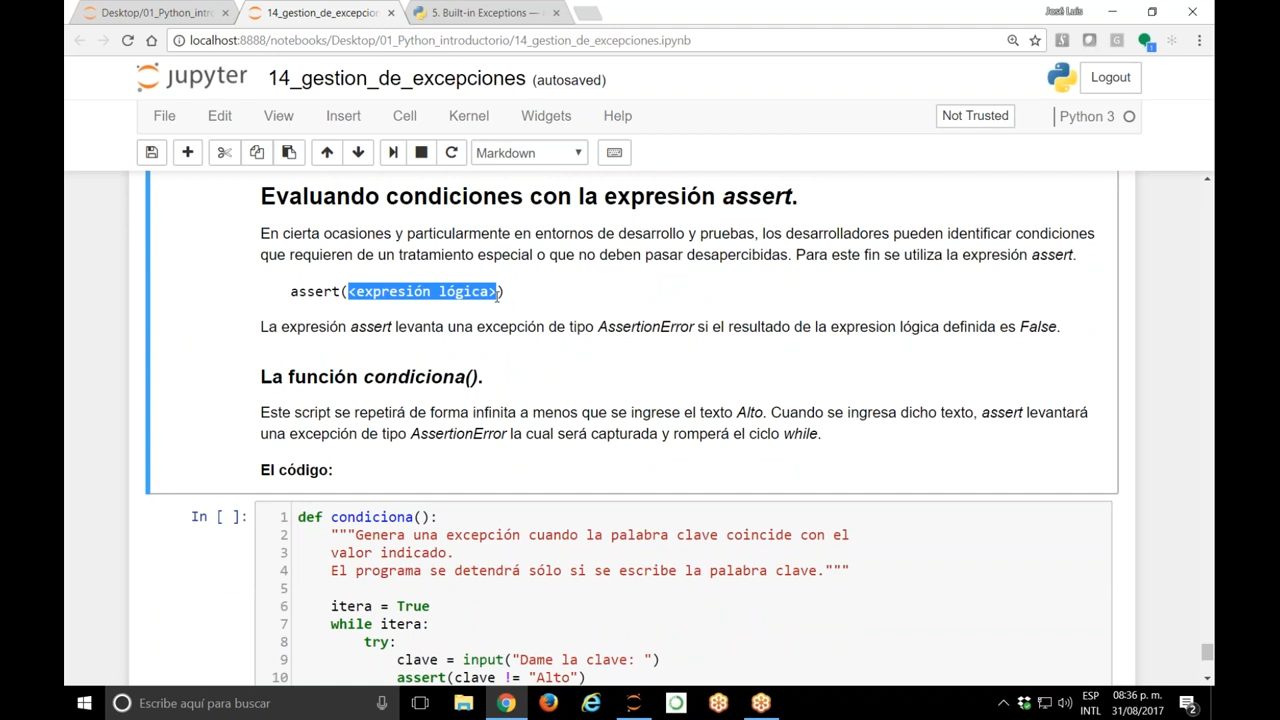 Desktop/01_Python_intro
14_gestion_de_excepcion
5. Built-in Exceptions —
José Luis
localhost:8888/notebooks/Desktop/01_Python_introductorio/14_gestion_de_excepciones.ipynb
jupyter 14_gestion_de_excepciones (autosaved)
Logout
File Edit View Insert Cell Kernel Widgets Help
Not Trusted
Python 3
Markdown
Evaluando condiciones con la expresión assert.
En cierta ocasiones y particularmente en entornos de desarrollo y pruebas, los desarrolladores pueden identificar condiciones
que requieren de un tratamiento especial o que no deben pasar desapercibidas. Para este fin se utiliza la expresión assert.
assert(<expresión lógica>)
La expresión assert levanta una excepción de tipo AssertionError si el resultado de la expresion lógica definida es False.
La función condiciona().
Este script se repetirá de forma infinita a menos que se ingrese el texto Alto. Cuando se ingresa dicho texto, assert levantará
una excepción de tipo AssertionError la cual será capturada y romperá el ciclo while.
El código:
In [ ]:
1 def condiciona():
2 """Genera una excepción cuando la palabra clave coincide con el
3 valor indicado.
4 El programa se detendrá sólo si se escribe la palabra clave."""
5
6 itera = True
7 while itera:
8 try:
9 clave = input("Dame la clave: ")
10 assert(clave != "Alto")
Escribe aquí para buscar
ESP
INTL
08:36 p. m.
31/08/2017
2